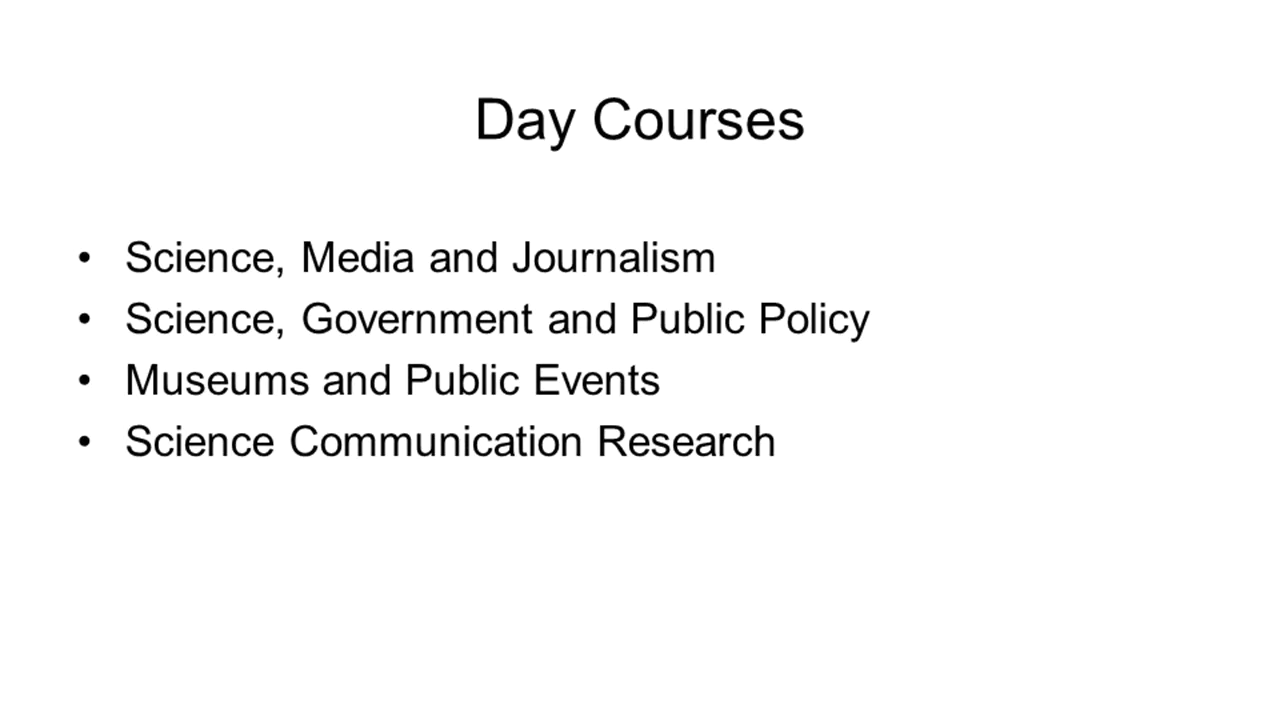 Day Courses
• Science, Media and Journalism
• Science, Government and Public Policy
• Museums and Public Events
• Science Communication Research